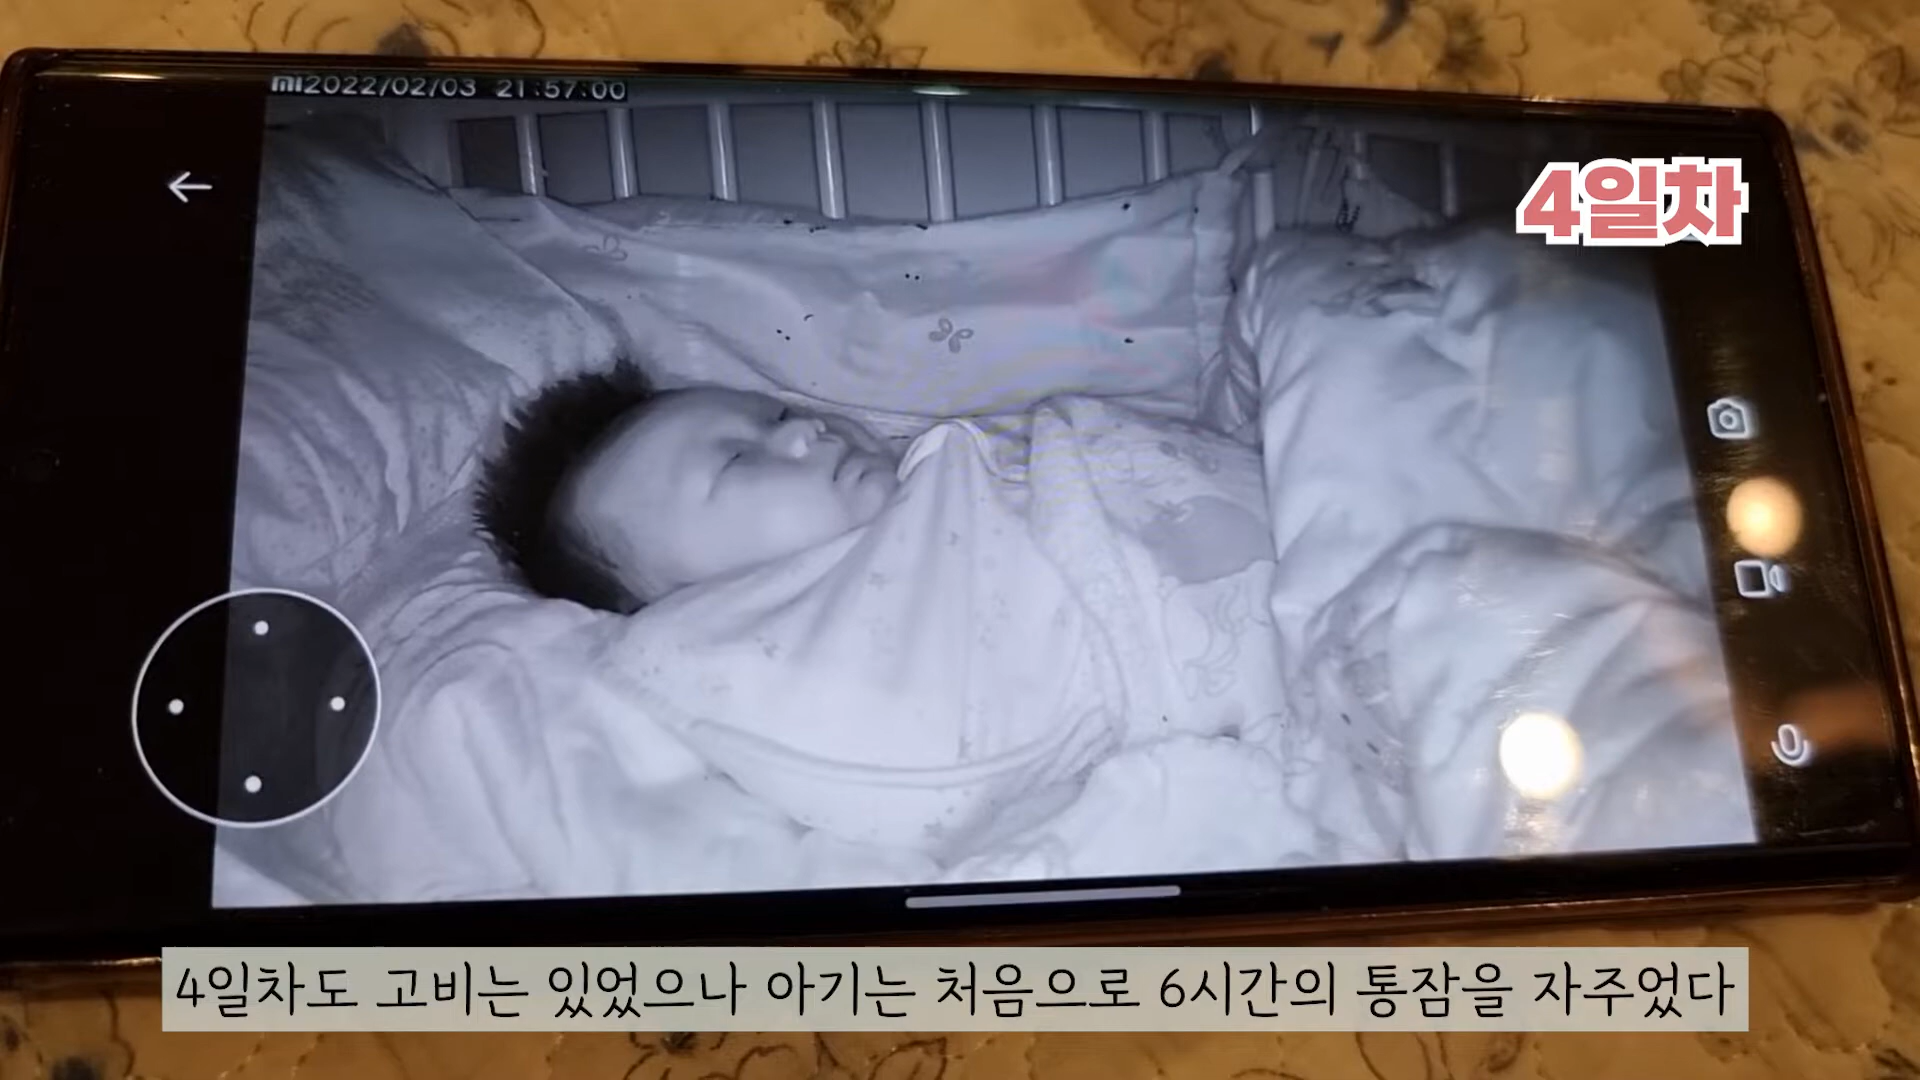 mi2022/02/03 21:57:00
4일차
4일차도 고비는 있었으나 아기는 처음으로 6시간의 통잠을 자주었다